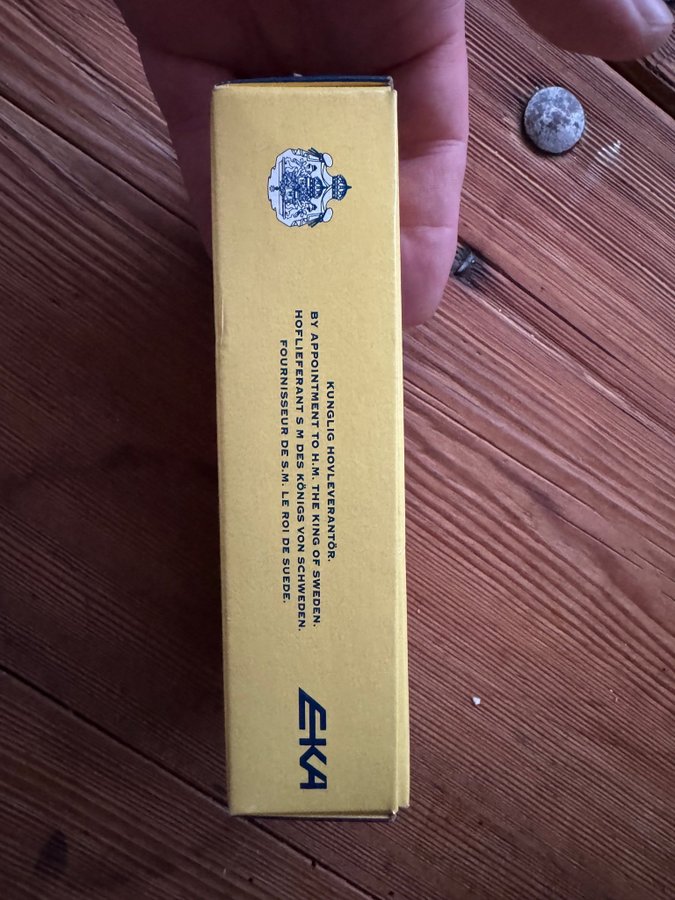 KUNGLIG HOVLEVERANTÖR.
BY APPOINTMENT TO H.M. THE KING OF SWEDEN.
HOFLIEFERANT S M DES KÖNIGS VON SCHWEDEN.
FOURNISSEUR DE S.M. LE ROI DE SUEDE.
EKA